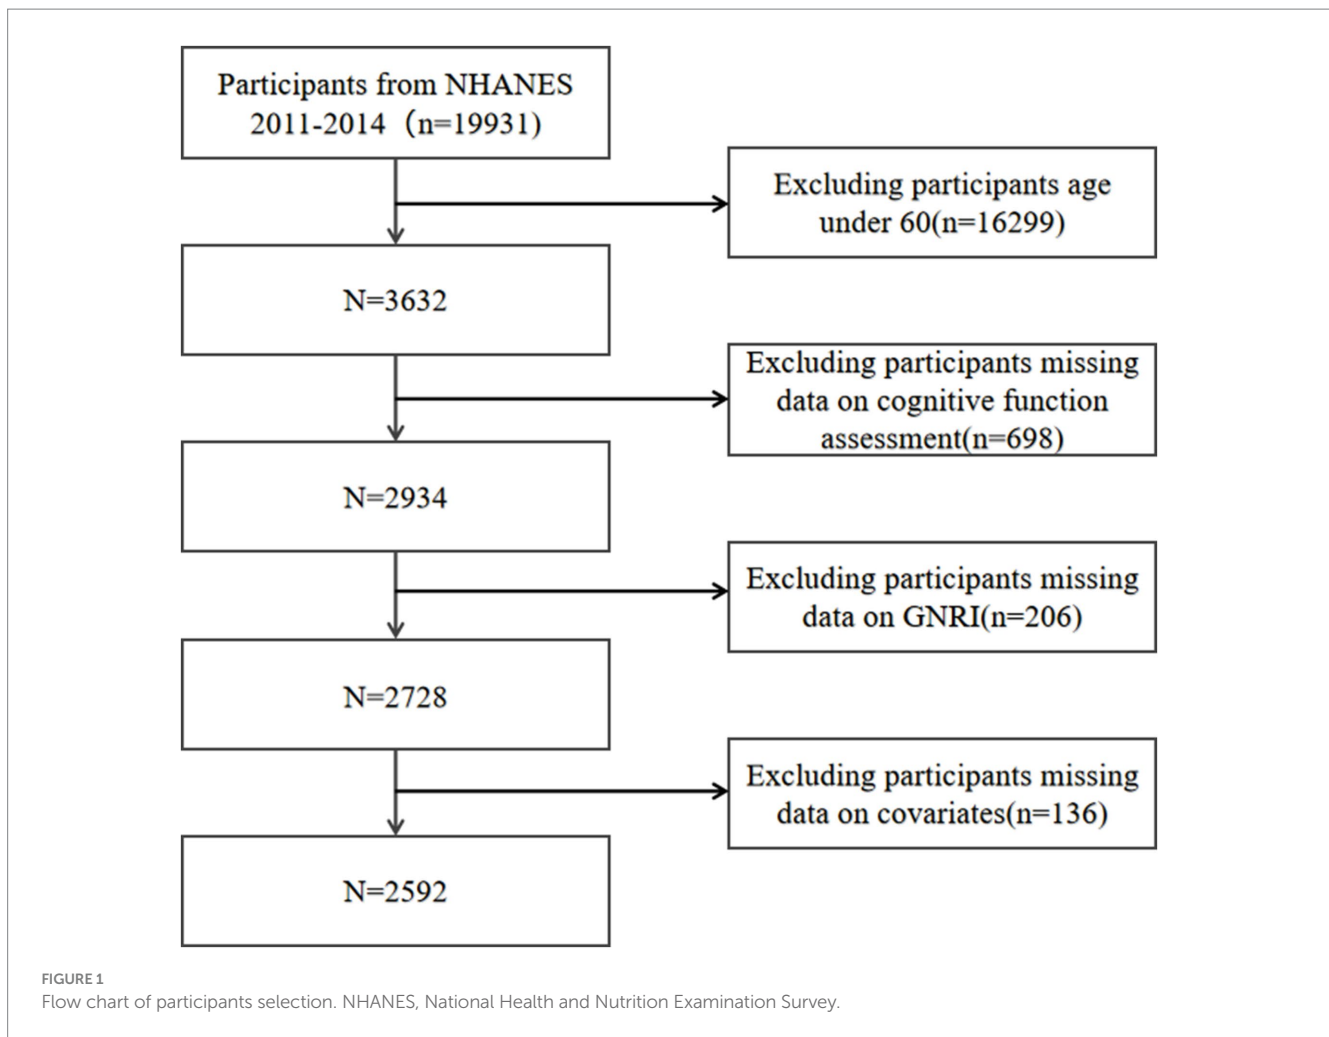 Participants from NHANES
2011-2014（n=19931)
Excluding participants age
under 60(n=16299)
N=3632
Excluding participants missing
data on cognitive function
assessment(n=698)
N=2934
Excluding participants missing
data on GNRI(n=206)
N=2728
Excluding participants missing
data on covariates(n=136)
N=2592
FIGURE 1
Flow chart of participants selection. NHANES, National Health and Nutrition Examination Survey.